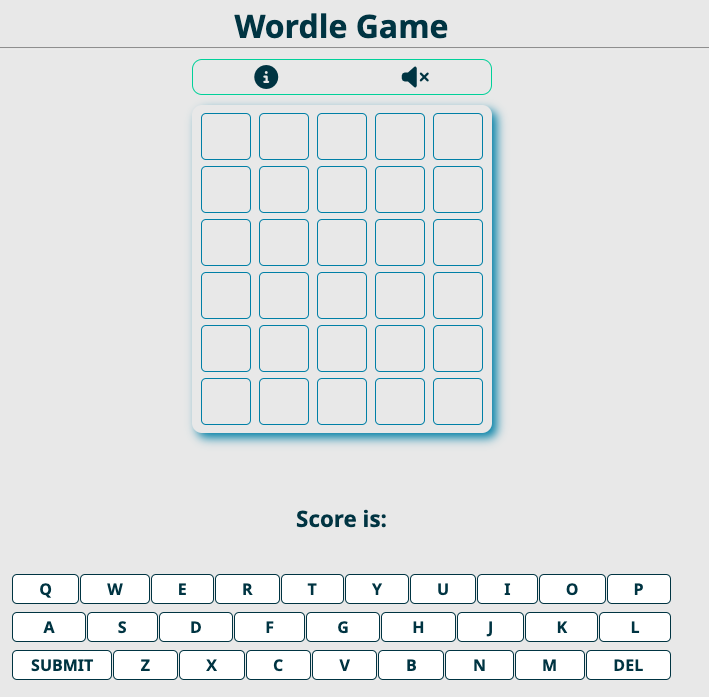 Wordle Game
Score is:
Q W E R T Y U I O P
A S D F G H J K L
SUBMIT Z X C V B N M DEL